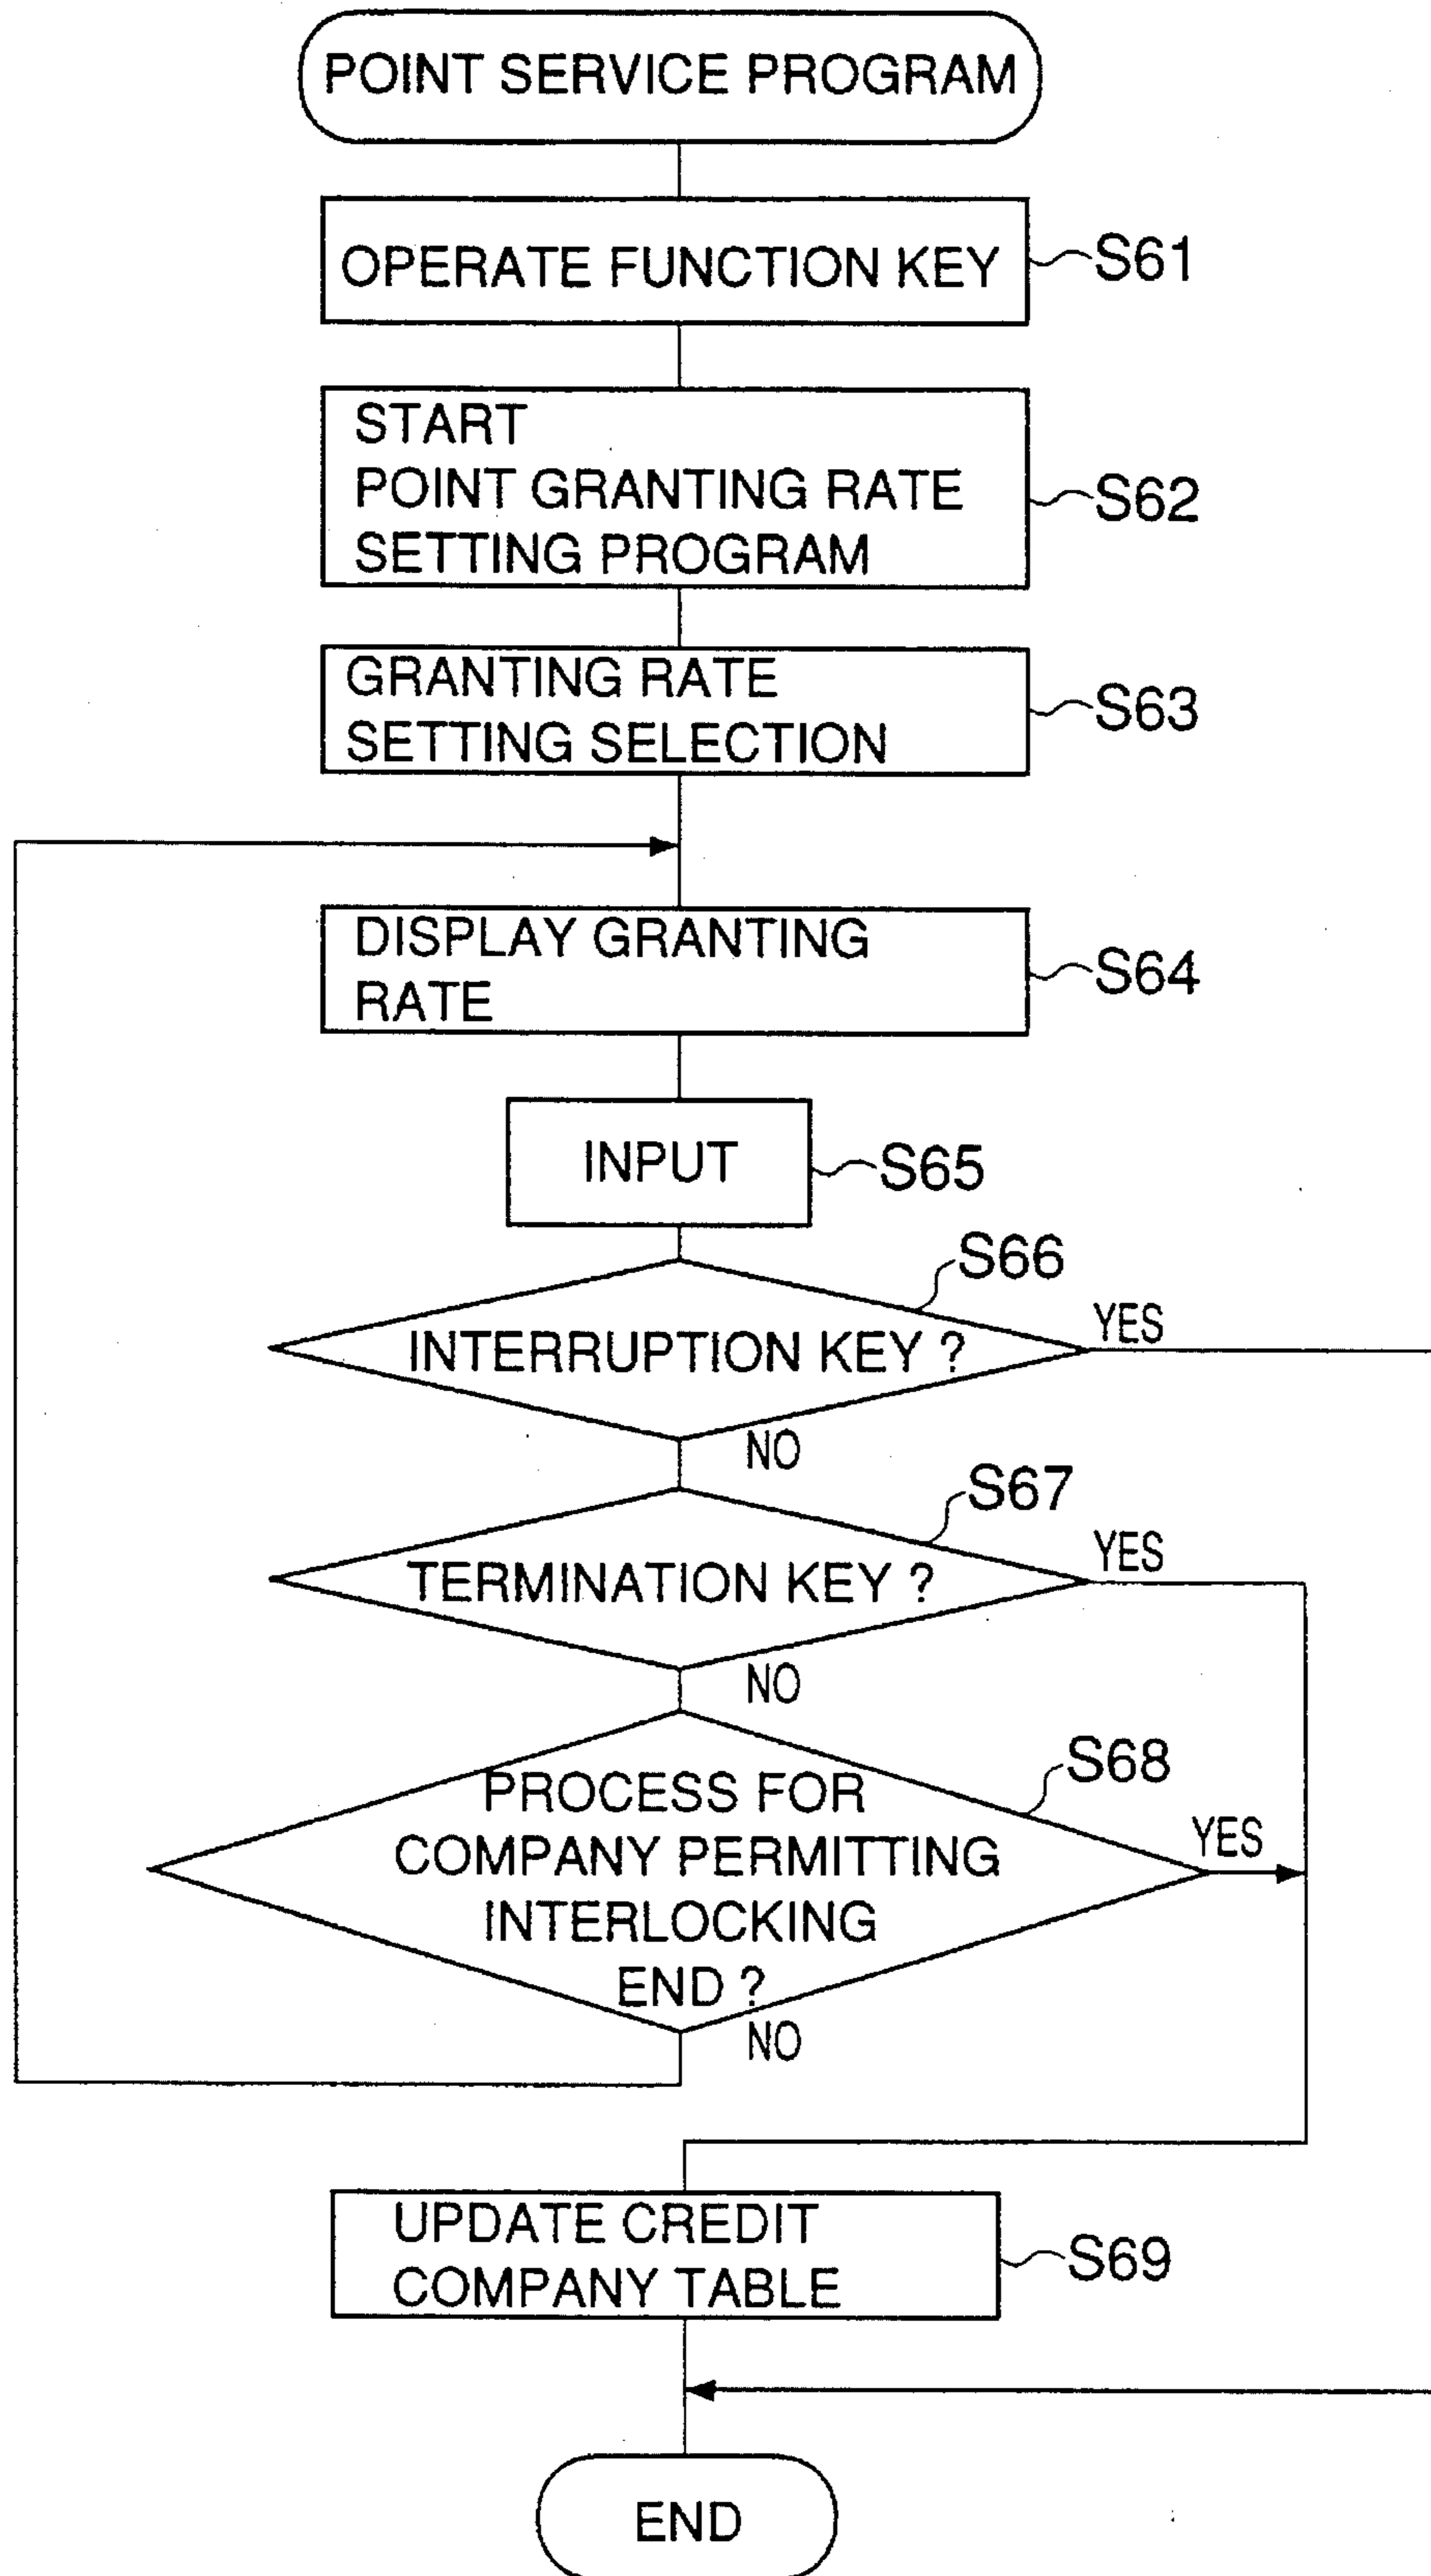 POINT SERVICE PROGRAM
OPERATE FUNCTION KEY
S61
START
POINT GRANTING RATE
SETTING PROGRAM
S62
GRANTING RATE
SETTING SELECTION
S63
DISPLAY GRANTING
RATE
S64
INPUT
S65
S66
INTERRUPTION KEY ?
YES
NO
S67
TERMINATION KEY ?
YES
NO
S68
PROCESS FOR
COMPANY PERMITTING
INTERLOCKING
END ?
YES
NO
UPDATE CREDIT
COMPANY TABLE
S69
END